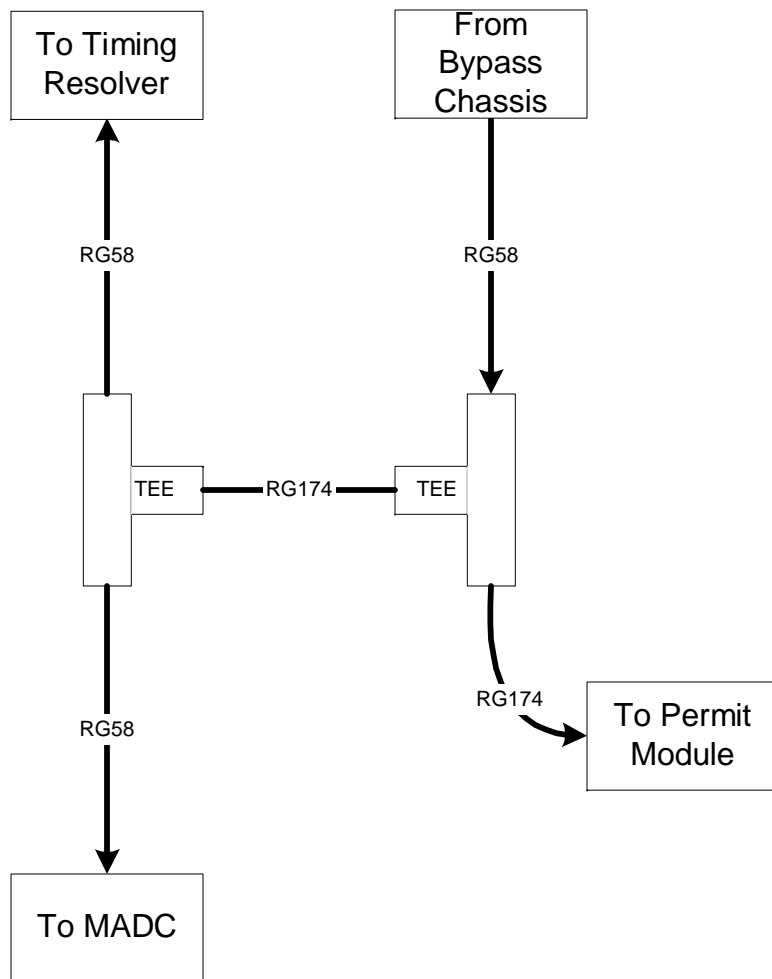 To Timing
Resolver
From
Bypass
Chassis
RG58
RG58
TEE
RG174
TEE
RG174
RG58
To Permit
Module
To MADC